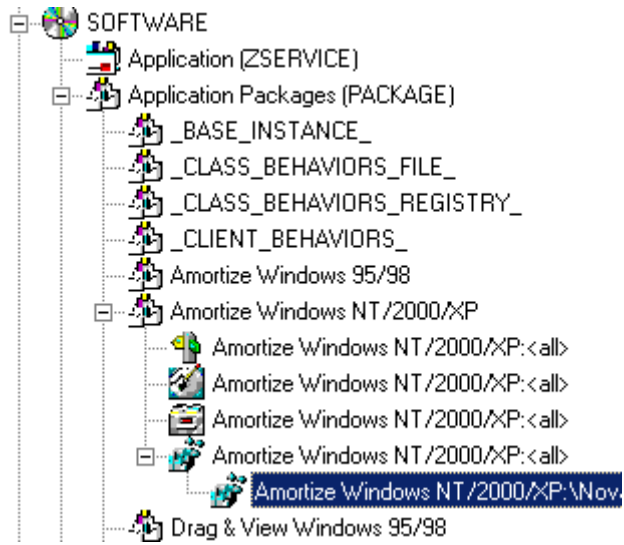 SOFTWARE
Application (ZSERVICE)
Application Packages (PACKAGE)
_BASE_INSTANCE_
_CLASS_BEHAVIORS_FILE_
_CLASS_BEHAVIORS_REGISTRY_
_CLIENT_BEHAVIORS_
Amortize Windows 95/98
Amortize Windows NT/2000/XP
Amortize Windows NT/2000/XP:<all>
Amortize Windows NT/2000/XP:<all>
Amortize Windows NT/2000/XP:<all>
Amortize Windows NT/2000/XP:<all>
Amortize Windows NT/2000/XP:\Nov
Drag & View Windows 95/98